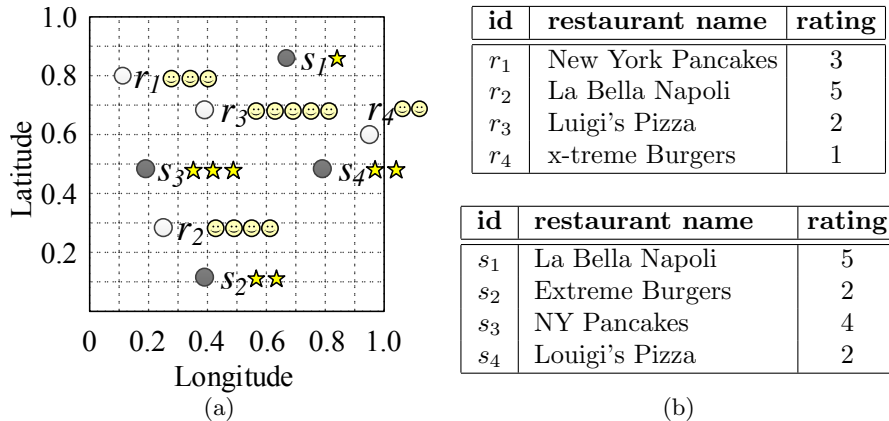 1.0
0.8
0.6
0.4
0.2
0 0.2 0.4 0.6 0.8 1.0
Latitude
Longitude
s1
r1
r3
r4
s3
s4
r2
s2
(a)
id restaurant name rating
r1 New York Pancakes 3
r2 La Bella Napoli 5
r3 Luigi's Pizza 2
r4 x-treme Burgers 1
id restaurant name rating
s1 La Bella Napoli 5
s2 Extreme Burgers 2
s3 NY Pancakes 4
s4 Louigi's Pizza 2
(b)